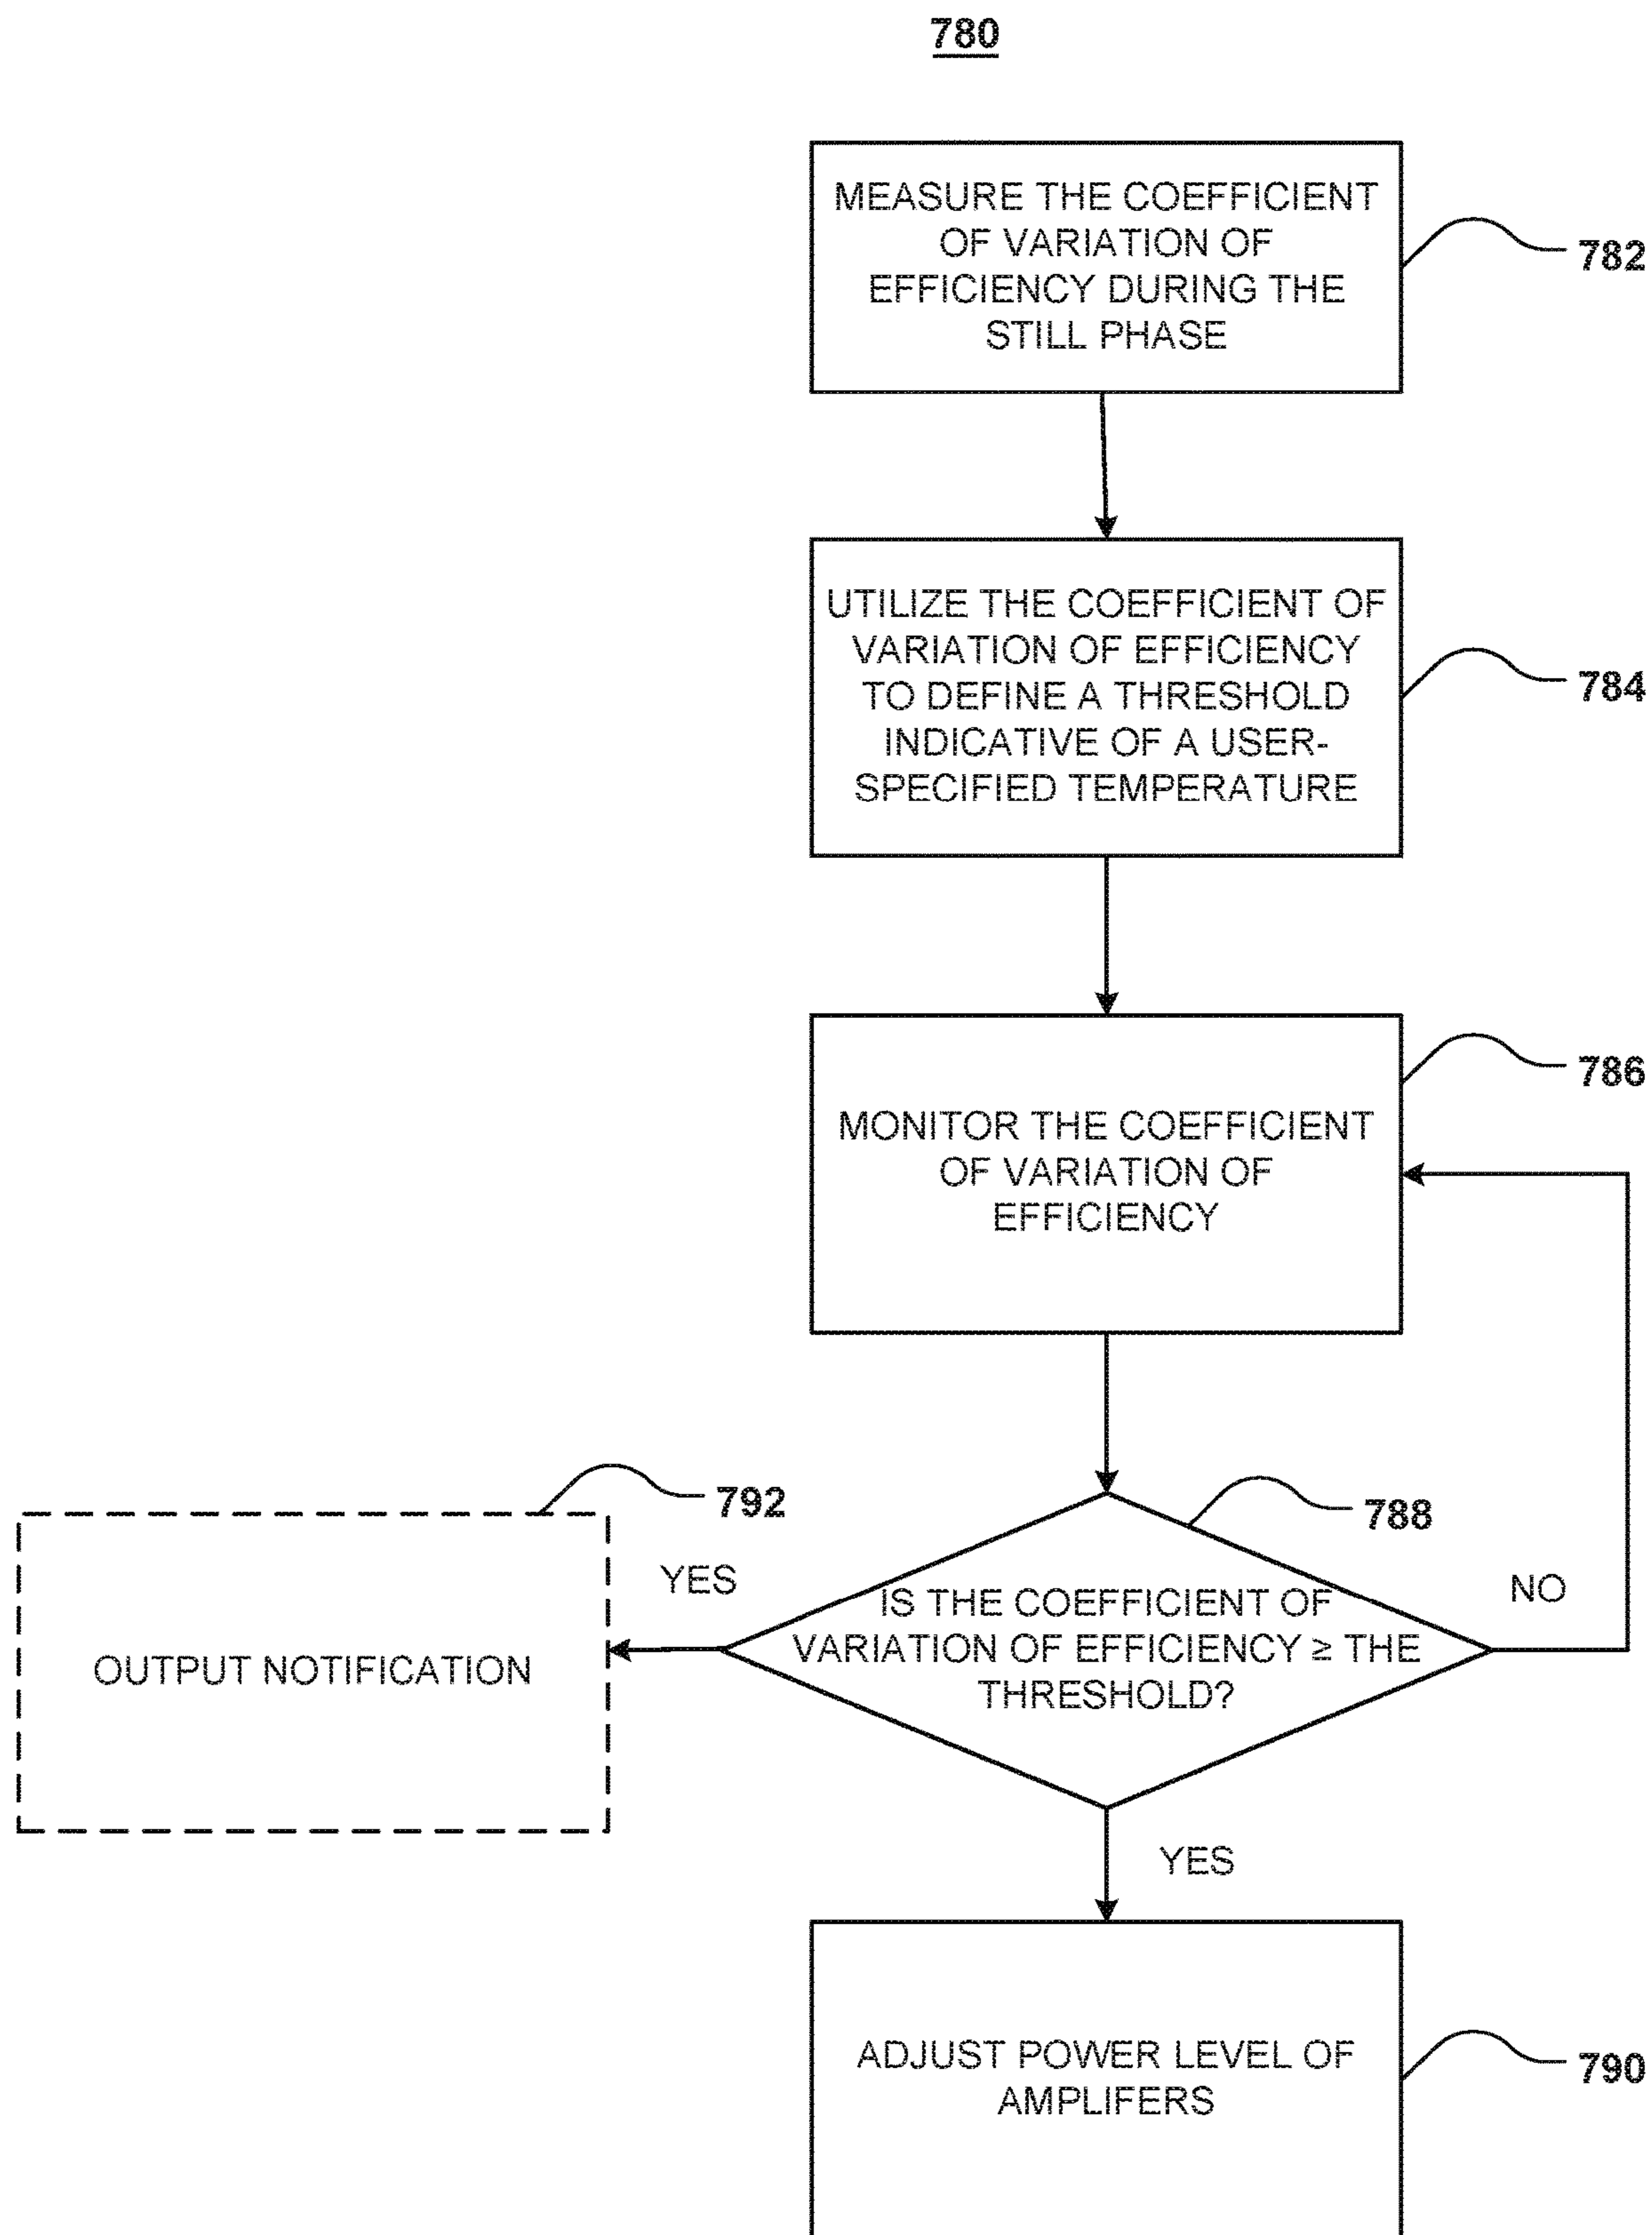 780
MEASURE THE COEFFICIENT
OF VARIATION OF
EFFICIENCY DURING THE
STILL PHASE
782
UTILIZE THE COEFFICIENT OF
VARIATION OF EFFICIENCY
TO DEFINE A THRESHOLD
INDICATIVE OF A USER-
SPECIFIED TEMPERATURE
784
786
MONITOR THE COEFFICIENT
OF VARIATION OF
EFFICIENCY
792
788
YES
NO
IS THE COEFFICIENT OF
VARIATION OF EFFICIENCY ≥ THE
THRESHOLD?
OUTPUT NOTIFICATION
YES
ADJUST POWER LEVEL OF
AMPLIFERS
790